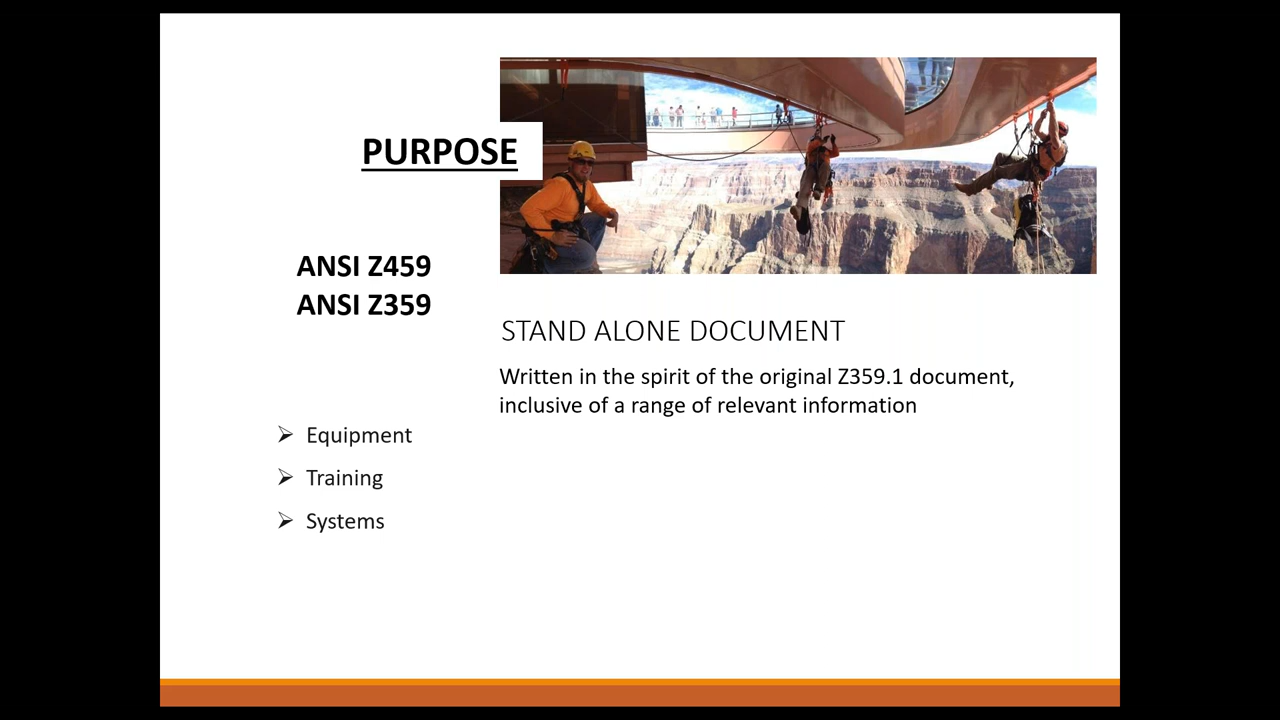 PURPOSE
ANSI Z459
ANSI Z359
STAND ALONE DOCUMENT
Written in the spirit of the original Z359.1 document,
inclusive of a range of relevant information
Equipment
Training
Systems